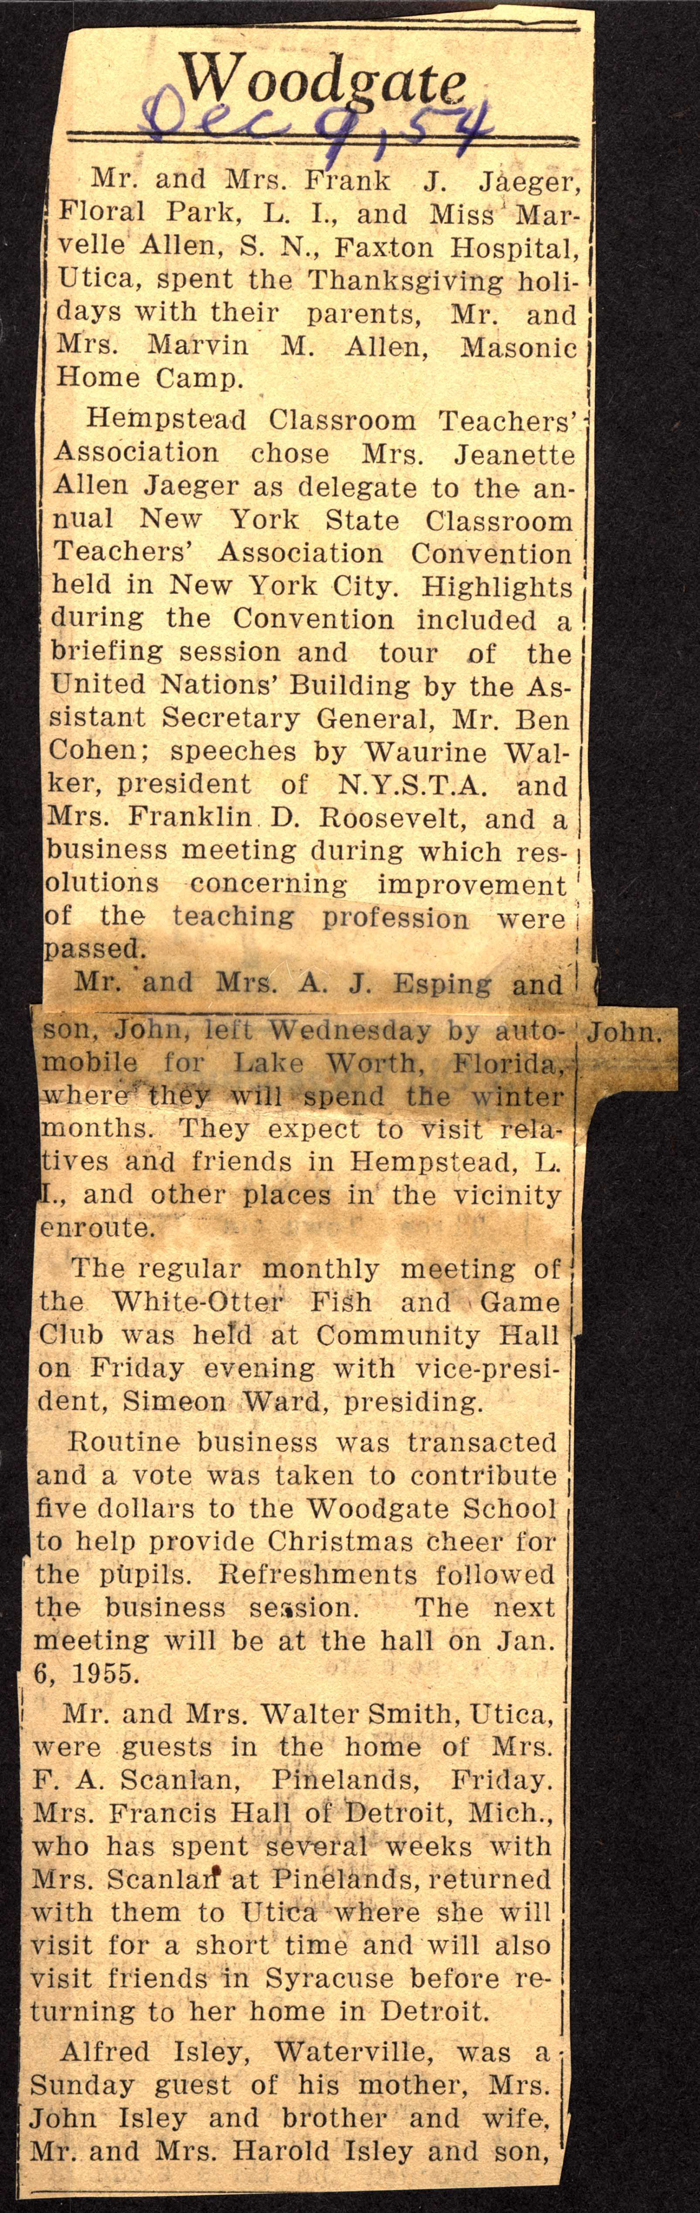 Woodgate
Dec 9, 54
Mr. and Mrs. Frank J. Jaeger,
Floral Park, L. I., and Miss Mar-
velle Allen, S. N., Faxton Hospital,
Utica, spent the Thanksgiving holi-
days with their parents, Mr. and
Mrs. Marvin M. Allen, Masonic
Home Camp.
Hempstead Classroom Teachers'
Association chose Mrs. Jeanette
Allen Jaeger as delegate to the an-
nual New York State Classroom
Teachers' Association Convention
held in New York City. Highlights
during the Convention included a
briefing session and tour of the
United Nations' Building by the As-
sistant Secretary General, Mr. Ben
Cohen; speeches by Waurine Wal-
ker, president of N.Y.S.T.A. and
Mrs. Franklin D. Roosevelt, and a
business meeting during which res-
olutions concerning improvement
of the teaching profession were
passed.
Mr. and Mrs. A. J. Esping and
son, John, left Wednesday by auto-
mobile for Lake Worth, Florida,
where they will spend the winter
months. They expect to visit rela-
tives and friends in Hempstead, L.
I., and other places in the vicinity
enroute.
The regular monthly meeting of
the White-Otter Fish and Game
Club was held at Community Hall
on Friday evening with vice-presi-
dent, Simeon Ward, presiding.
Routine business was transacted
and a vote was taken to contribute
five dollars to the Woodgate School
to help provide Christmas cheer for
the pupils. Refreshments followed
the business session. The next
meeting will be at the hall on Jan.
6, 1955.
Mr. and Mrs. Walter Smith, Utica,
were guests in the home of Mrs.
F. A. Scanlan, Pinelands, Friday.
Mrs. Francis Hall of Detroit, Mich.,
who has spent several weeks with
Mrs. Scanlan at Pinelands, returned
with them to Utica where she will
visit for a short time and will also
visit friends in Syracuse before re-
turning to her home in Detroit.
Alfred Isley, Waterville, was a
Sunday guest of his mother, Mrs.
John Isley and brother and wife,
Mr. and Mrs. Harold Isley and son,
John.